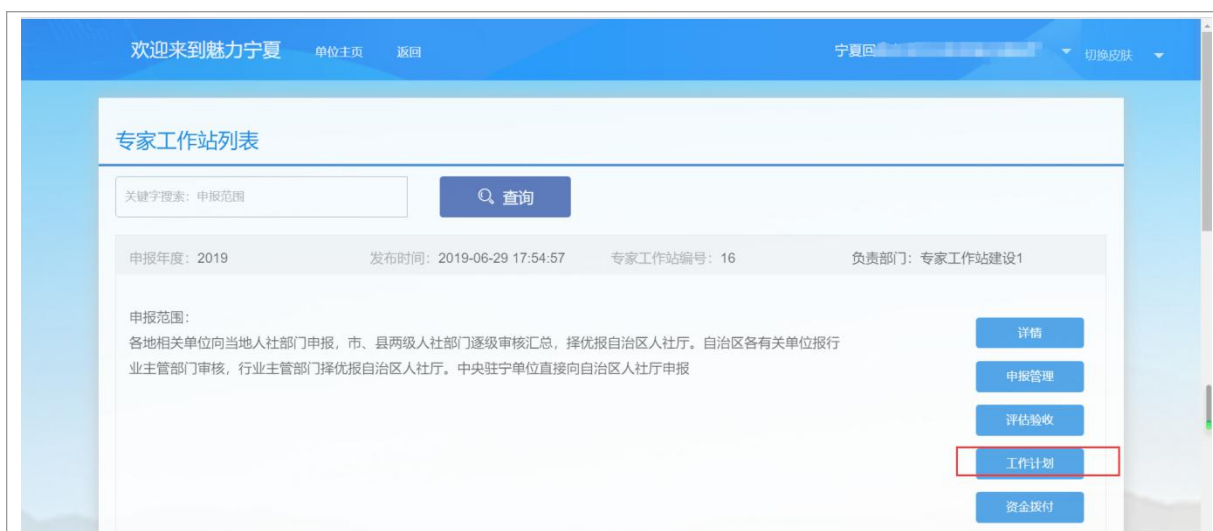 欢迎来到魅力宁夏 单位主页 返回 宁夏回 切换皮肤
专家工作站列表
关键字搜索：申报范围 查询
申报年度：2019 发布时间：2019-06-29 17:54:57 专家工作站编号：16 负责部门：专家工作站建设1
申报范围：
各地相关单位向当地人社部门申报，市、县两级人社部门逐级审核汇总，择优报自治区人社厅。自治区各有关单位报行
业主管部门审核，行业主管部门择优报自治区人社厅。中央驻宁单位直接向自治区人社厅申报
详情
申报管理
评估验收
工作计划
资金拨付